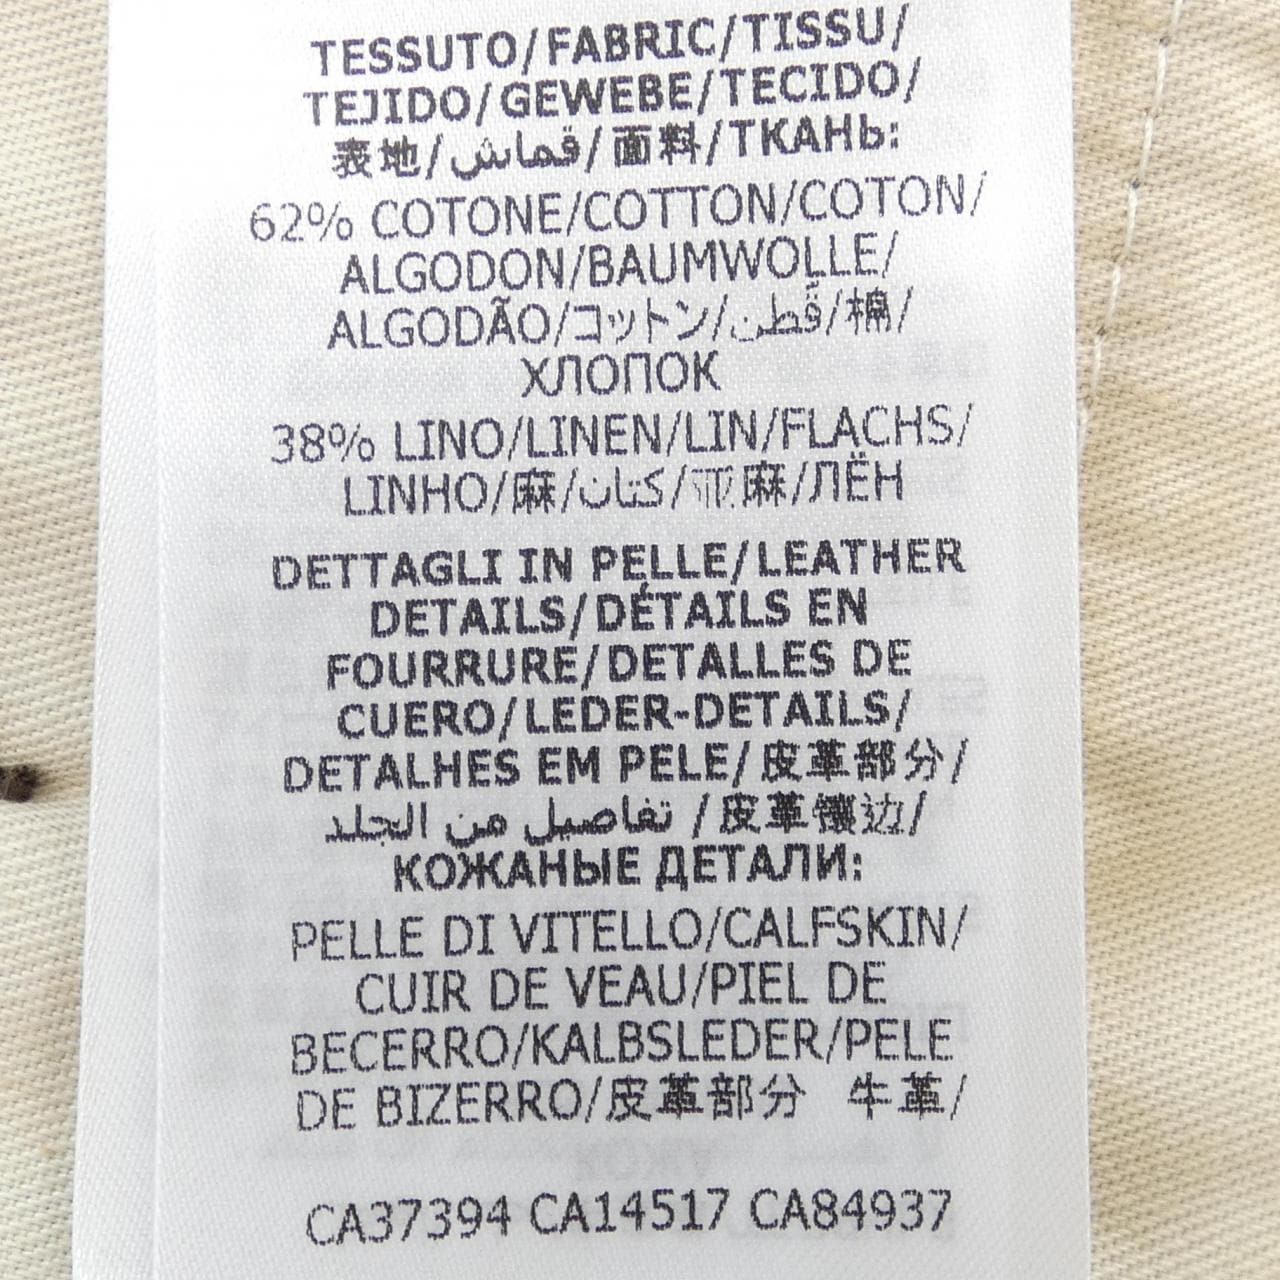 TESSUTO/FABRIC/TISSU/
TEJIDO/GEWEBE/TECIDO/
表地/قماش/面料/ТКАНЬ:
62% COTONE/COTTON/COTON/
ALGODON/BAUMWOLLE/
ALGODÃO/コットン/قطن/棉/
ХЛОПОК
38% LINO/LINEN/LIN/FLACHS/
LINHO/麻/كتان/亚麻/ЛЁН
DETTAGLI IN PELLE/LEATHER
DETAILS/DÉTAILS EN
FOURRURE/DETALLES DE
CUERO/LEDER-DETAILS/
DETALHES EM PELE/皮革部分/
تفاصيل من الجلد /皮革镶边/
КОЖАНЫЕ ДЕТАЛИ:
PELLE DI VITELLO/CALFSKIN/
CUIR DE VEAU/PIEL DE
BECERRO/KALBSLEDER/PELE
DE BIZERRO/皮革部分 牛革/
CA37394 CA14517 CA84937